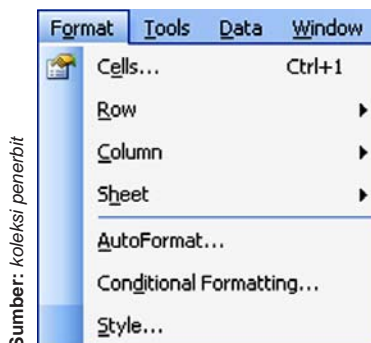 Format Tools Data Window
Cells... Ctrl+1
Row
Column
Sheet
AutoFormat...
Conditional Formatting...
Style...
Sumber: koleksi penerbit